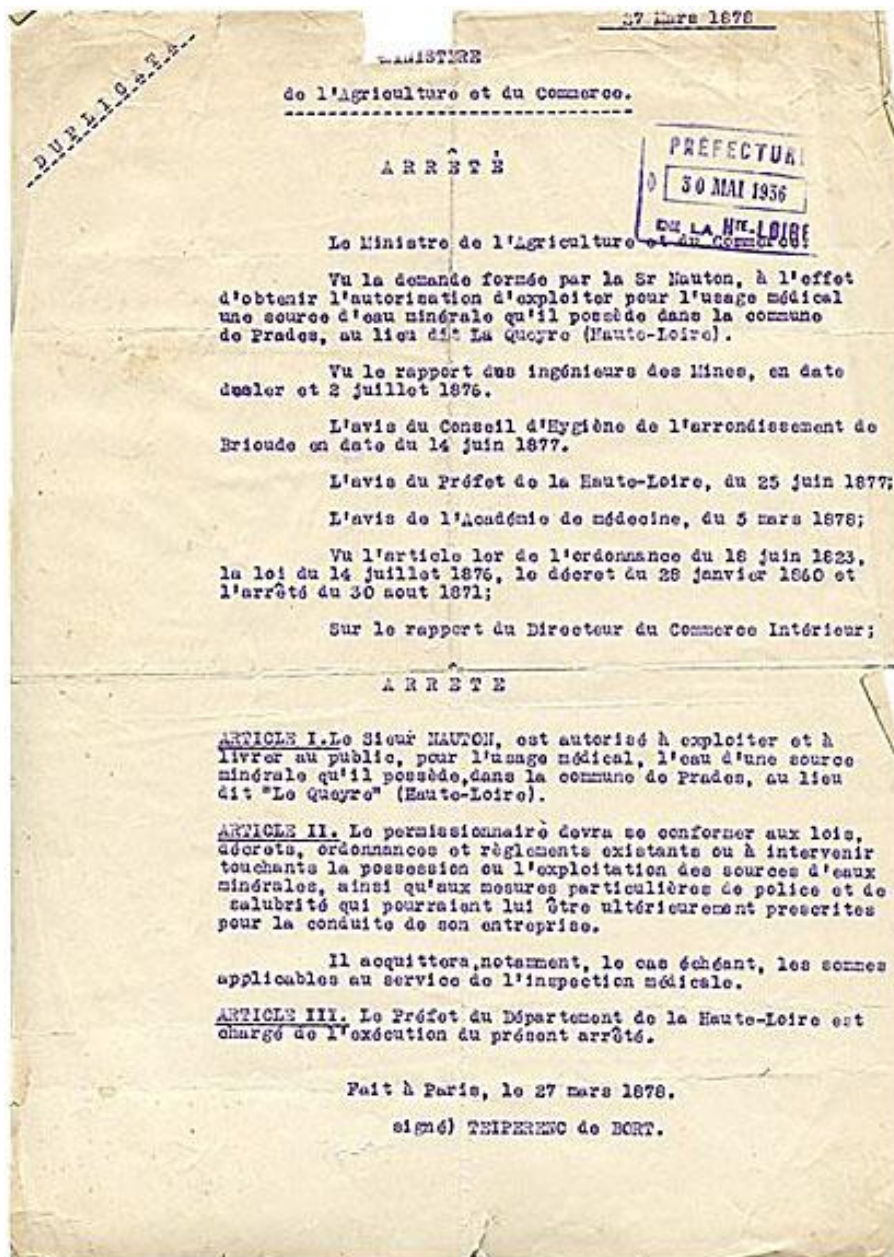 27 Mars 1878
DUPLICATA
MINISTERE
de l'Agriculture et du Commerce.
ARRÊTÉ
PRÉFECTURE
30 MAI 1936
DE LA HTE-LOIRE
Le Ministre de l'Agriculture et du Commerce.
Vu la demande formée par la Sr Nauton, à l'effet
d'obtenir l'autorisation d'exploiter pour l'usage médical
une source d'eau minérale qu'il possède dans la commune
de Prades, au lieu dit La Queyre (Haute-Loire).
Vu le rapport des ingénieurs des Mines, en date
et 2 juillet 1876.
L'avis du Conseil d'Hygiène de l'arrondissement de
Brioude en date du 14 juin 1877.
L'avis du Préfet de la Haute-Loire, du 25 juin 1877;
L'avis de l'Académie de médecine, du 5 mars 1878;
Vu l'article 1er de l'ordonnance du 18 juin 1823,
la loi du 14 juillet 1876, le décret du 28 janvier 1860 et
l'arrêté du 30 aout 1871;
Sur le rapport du Directeur du Commerce Intérieur;
ARRÊTE
ARTICLE I.Le Sieur NAUTON, est autorisé à exploiter et à
livrer au public, pour l'usage médical, l'eau d'une source
minérale qu'il possède,dans la commune de Prades, au lieu
dit "Le Queyre" (Haute-Loire).
ARTICLE II. Le permissionnaire devra se conformer aux lois,
décrets, ordonnances et règlements existants ou à intervenir
touchants la possession ou l'exploitation des sources d'eaux
minérales, ainsi qu'aux mesures particulières de police et de
salubrité qui pourraient lui être ultérieurement prescrites
pour la conduite de son entreprise.
Il acquittera,notamment, le cas échéant, les sommes
applicables au service de l'inspection médicale.
ARTICLE III. Le Préfet du Département de la Haute-Loire est
chargé de l'exécution du présent arrêté.
Fait à Paris, le 27 mars 1878.
signé) TEIPERENC de BORT.